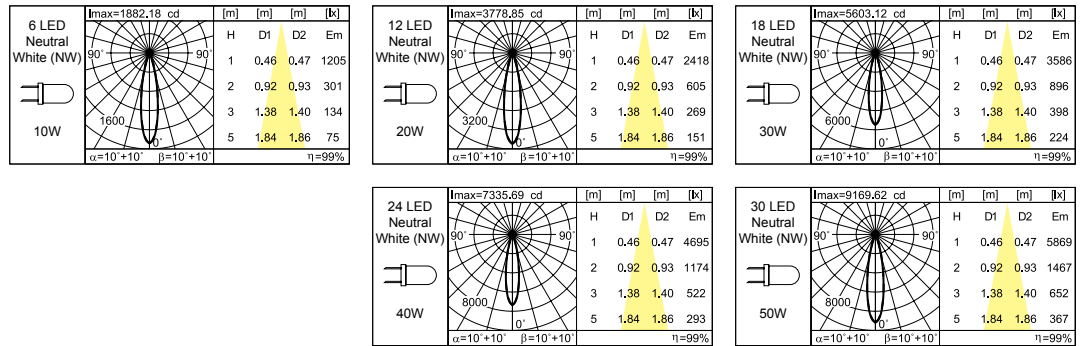 6 LED
Neutral
White (NW)
10W
Imax=1882.18 cd
90° 90°
1600
0°
α=10°+10° β=10°+10°
[m] [m] [m] [lx]
H D1 D2 Em
1 0.46 0.47 1205
2 0.92 0.93 301
3 1.38 1.40 134
5 1.84 1.86 75
η=99%
12 LED
Neutral
White (NW)
20W
Imax=3778.85 cd
90° 90°
3200
0°
α=10°+10° β=10°+10°
[m] [m] [m] [lx]
H D1 D2 Em
1 0.46 0.47 2418
2 0.92 0.93 605
3 1.38 1.40 269
5 1.84 1.86 151
η=99%
18 LED
Neutral
White (NW)
30W
Imax=5603.12 cd
90° 90°
6000
0°
α=10°+10° β=10°+10°
[m] [m] [m] [lx]
H D1 D2 Em
1 0.46 0.47 3586
2 0.92 0.93 896
3 1.38 1.40 398
5 1.84 1.86 224
η=99%
24 LED
Neutral
White (NW)
40W
Imax=7335.69 cd
90° 90°
8000
0°
α=10°+10° β=10°+10°
[m] [m] [m] [lx]
H D1 D2 Em
1 0.46 0.47 4695
2 0.92 0.93 1174
3 1.38 1.40 522
5 1.84 1.86 293
η=99%
30 LED
Neutral
White (NW)
50W
Imax=9169.62 cd
90° 90°
8000
0°
α=10°+10° β=10°+10°
[m] [m] [m] [lx]
H D1 D2 Em
1 0.46 0.47 5869
2 0.92 0.93 1467
3 1.38 1.40 652
5 1.84 1.86 367
η=99%